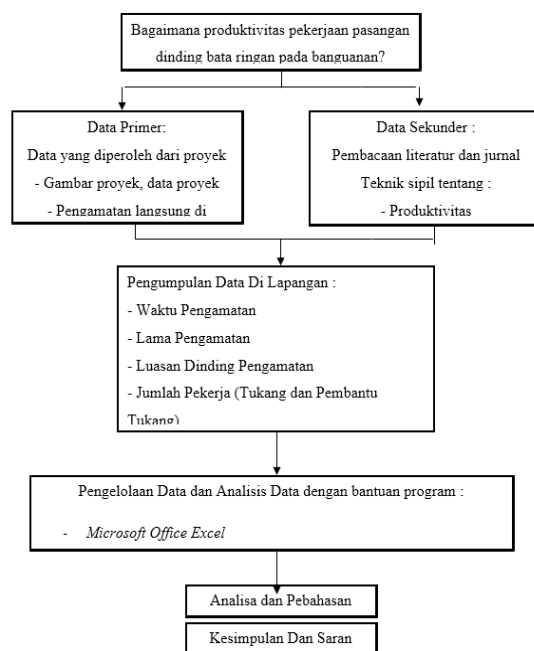 Bagaimana produktivitas pekerjaan pasangan
dinding bata ringan pada banguanan?
Data Primer:
Data yang diperoleh dari proyek
- Gambar proyek, data proyek
- Pengamatan langsung di
Data Sekunder :
Pembacaan literatur dan jurnal
Teknik sipil tentang :
- Produktivitas
Pengumpulan Data Di Lapangan :
- Waktu Pengamatan
- Lama Pengamatan
- Luasan Dinding Pengamatan
- Jumlah Pekerja (Tukang dan Pembantu
Tukang)
Pengelolaan Data dan Analisis Data dengan bantuan program :
- Microsoft Office Excel
Analisa dan Pebahasan
Kesimpulan Dan Saran